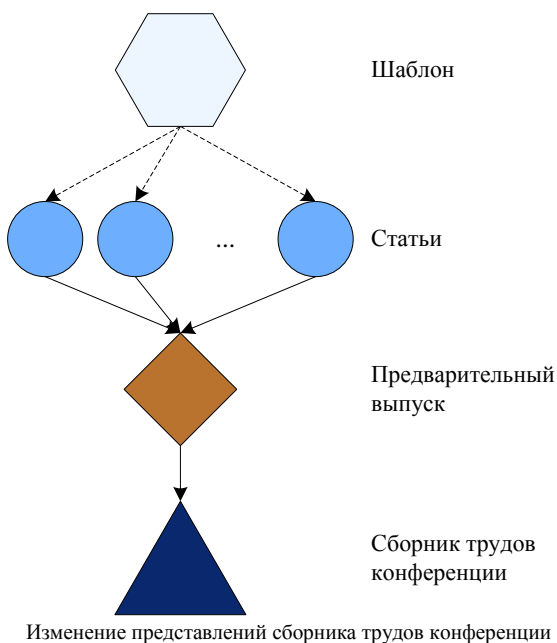 Шаблон
Статьи
...
Предварительный
выпуск
Сборник трудов
конференции
Изменение представлений сборника трудов конференции